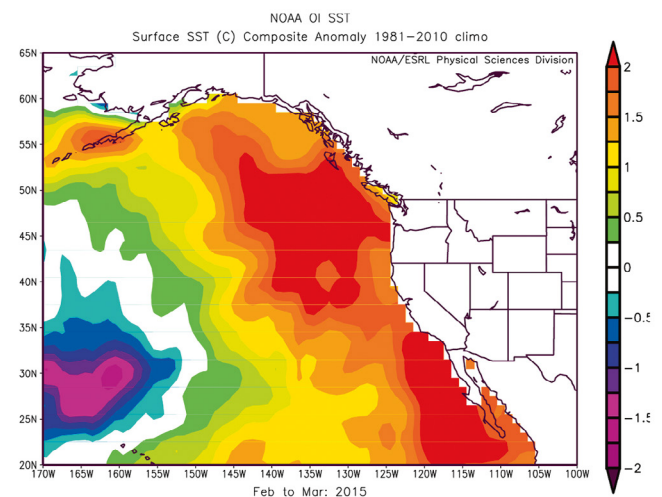 NOAA OI SST
Surface SST (C) Composite Anomaly 1981–2010 climo
NOAA/ESRL Physical Sciences Division
65N
60N
55N
50N
45N
40N
35N
30N
25N
20N
170W 165W 160W 155W 150W 145W 140W 135W 130W 125W 120W 115W 110W 105W 100W
Feb to Mar: 2015
2
1.5
1
0.5
0
−0.5
−1
−1.5
−2